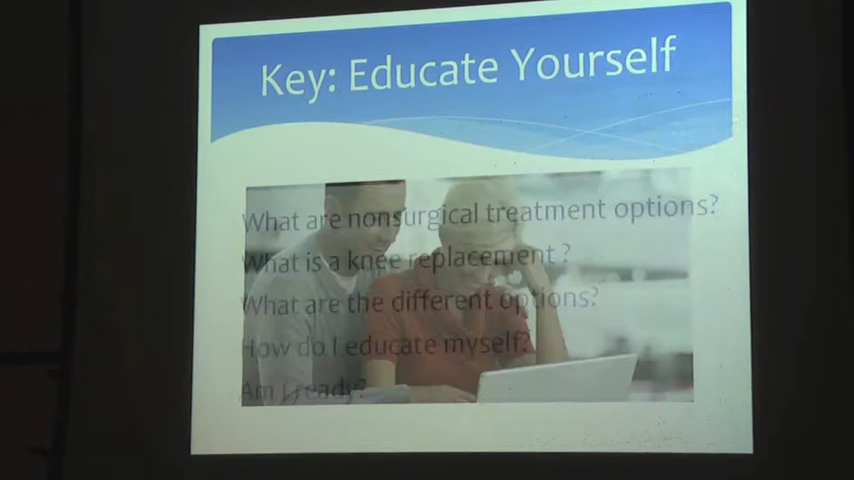 Key: Educate Yourself
What are nonsurgical treatment options?
What is a knee replacement ?
What are the different options?
How do I educate myself?
Am I ready?